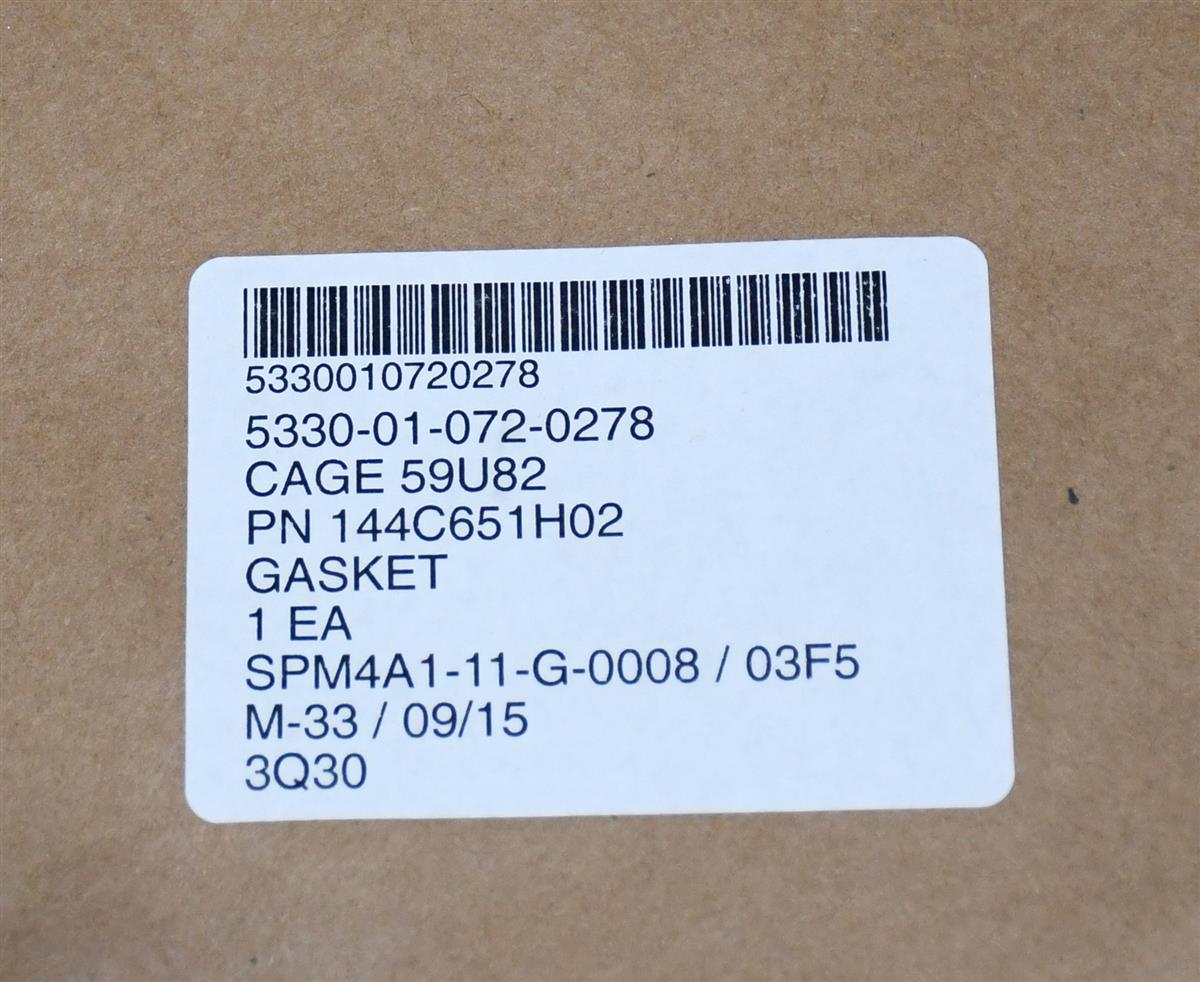 5330010720278
5330-01-072-0278
CAGE 59U82
PN 144C651H02
GASKET
1 EA
SPM4A1-11-G-0008 / 03F5
M-33 / 09/15
3Q30